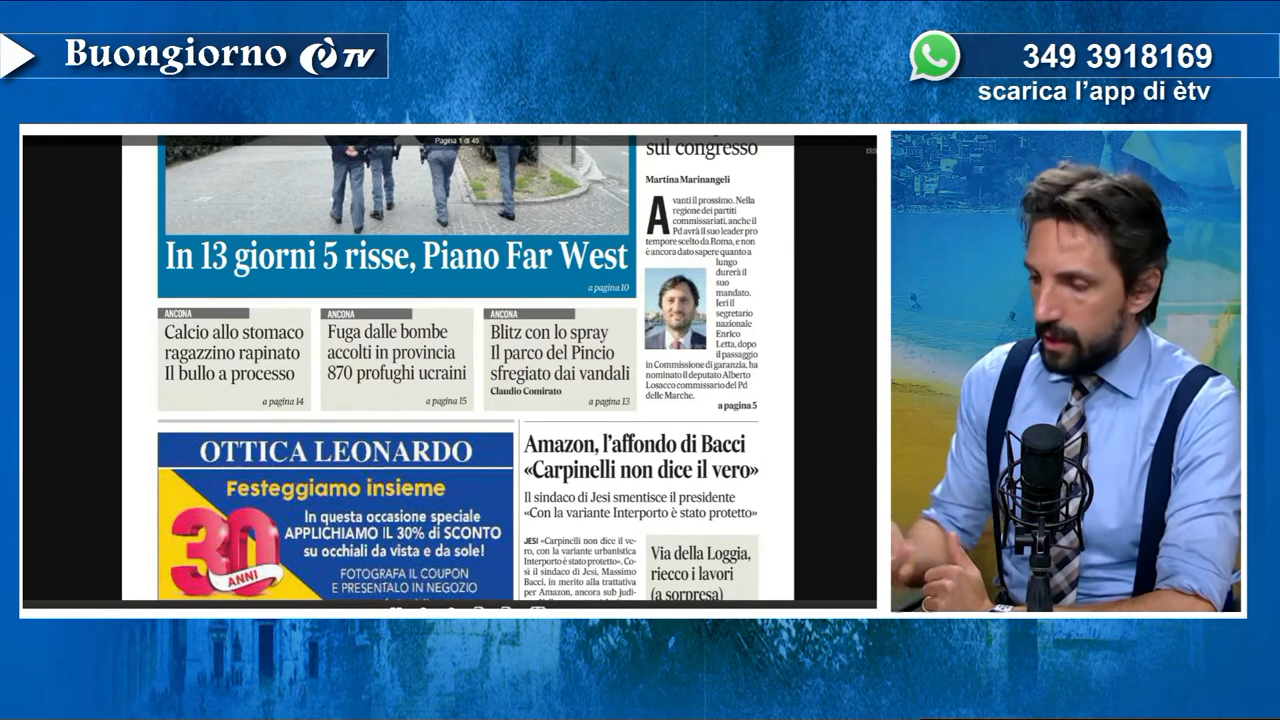 Buongiorno è TV
349 3918169
scarica l'app di ètv
Pagina 1 di 48
sul congresso
Martina Marinangeli
Avanti il prossimo. Nella
regione dei partiti
commissariati, anche il
Pd avrà il suo leader pro
tempore scelto da Roma, e non
è ancora dato sapere quanto a
lungo
durerà il
suo
mandato.
Ieri il
segretario
nazionale
Enrico
Letta, dopo
il passaggio
in Commissione di garanzia, ha
nominato il deputato Alberto
Losacco commissario del Pd
delle Marche.
a pagina 5
In 13 giorni 5 risse, Piano Far West
a pagina 10
ANCONA
Calcio allo stomaco
ragazzino rapinato
Il bullo a processo
a pagina 14
ANCONA
Fuga dalle bombe
accolti in provincia
870 profughi ucraini
a pagina 15
ANCONA
Blitz con lo spray
Il parco del Pincio
sfregiato dai vandali
Claudio Comirato
a pagina 13
OTTICA LEONARDO
Festeggiamo insieme
30
ANNI
In questa occasione speciale
APPLICHIAMO IL 30% di SCONTO
su occhiali da vista e da sole!
FOTOGRAFA IL COUPON
E PRESENTALO IN NEGOZIO
Amazon, l'affondo di Bacci
«Carpinelli non dice il vero»
Il sindaco di Jesi smentisce il presidente
«Con la variante Interporto è stato protetto»
JESI «Carpinelli non dice il ve-
ro, con la variante urbanistica
Interporto è stato protetto». Co-
sì il sindaco di Jesi, Massimo
Bacci, in merito alla trattativa
per Amazon, ancora sub judi-
Via della Loggia,
riecco i lavori
(a sorpresa)